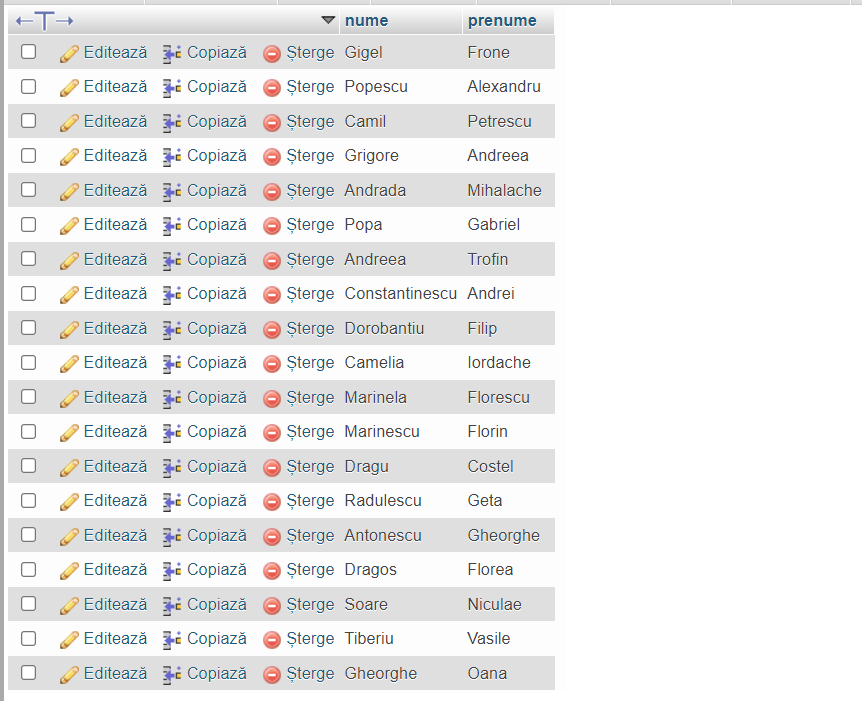 nume prenume
Editează Copiază Șterge Gigel Frone
Editează Copiază Șterge Popescu Alexandru
Editează Copiază Șterge Camil Petrescu
Editează Copiază Șterge Grigore Andreea
Editează Copiază Șterge Andrada Mihalache
Editează Copiază Șterge Popa Gabriel
Editează Copiază Șterge Andreea Trofin
Editează Copiază Șterge Constantinescu Andrei
Editează Copiază Șterge Dorobantiu Filip
Editează Copiază Șterge Camelia Iordache
Editează Copiază Șterge Marinela Florescu
Editează Copiază Șterge Marinescu Florin
Editează Copiază Șterge Dragu Costel
Editează Copiază Șterge Radulescu Geta
Editează Copiază Șterge Antonescu Gheorghe
Editează Copiază Șterge Dragos Florea
Editează Copiază Șterge Soare Niculae
Editează Copiază Șterge Tiberiu Vasile
Editează Copiază Șterge Gheorghe Oana